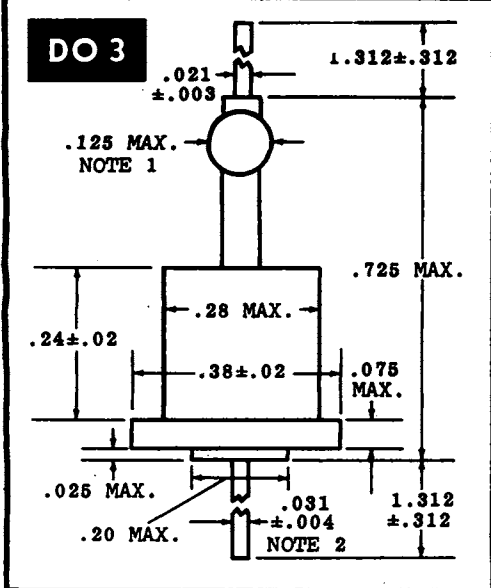 DO 3
1.312±.312
.021
±.003
.125 MAX.
NOTE 1
.725 MAX.
.28 MAX.
.24±.02
.38±.02
.075
MAX.
.025 MAX.
.20 MAX.
.031
±.004
NOTE 2
1.312
±.312